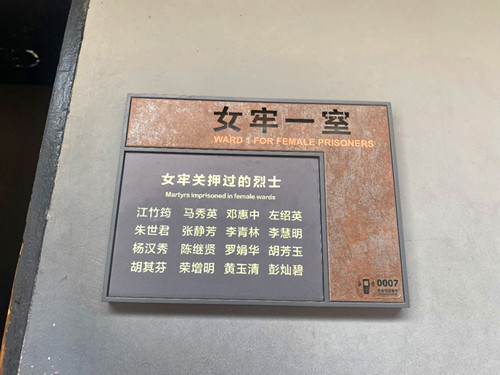 女牢一室
WARD 1 FOR FEMALE PRISONERS
女牢关押过的烈士
Martyrs imprisoned in female wards
江竹筠 马秀英 邓惠中 左绍英
朱世君 张静芳 李青林 李慧明
杨汉秀 陈继贤 罗娟华 胡芳玉
胡其芬 荣增明 黄玉清 彭灿碧
0007